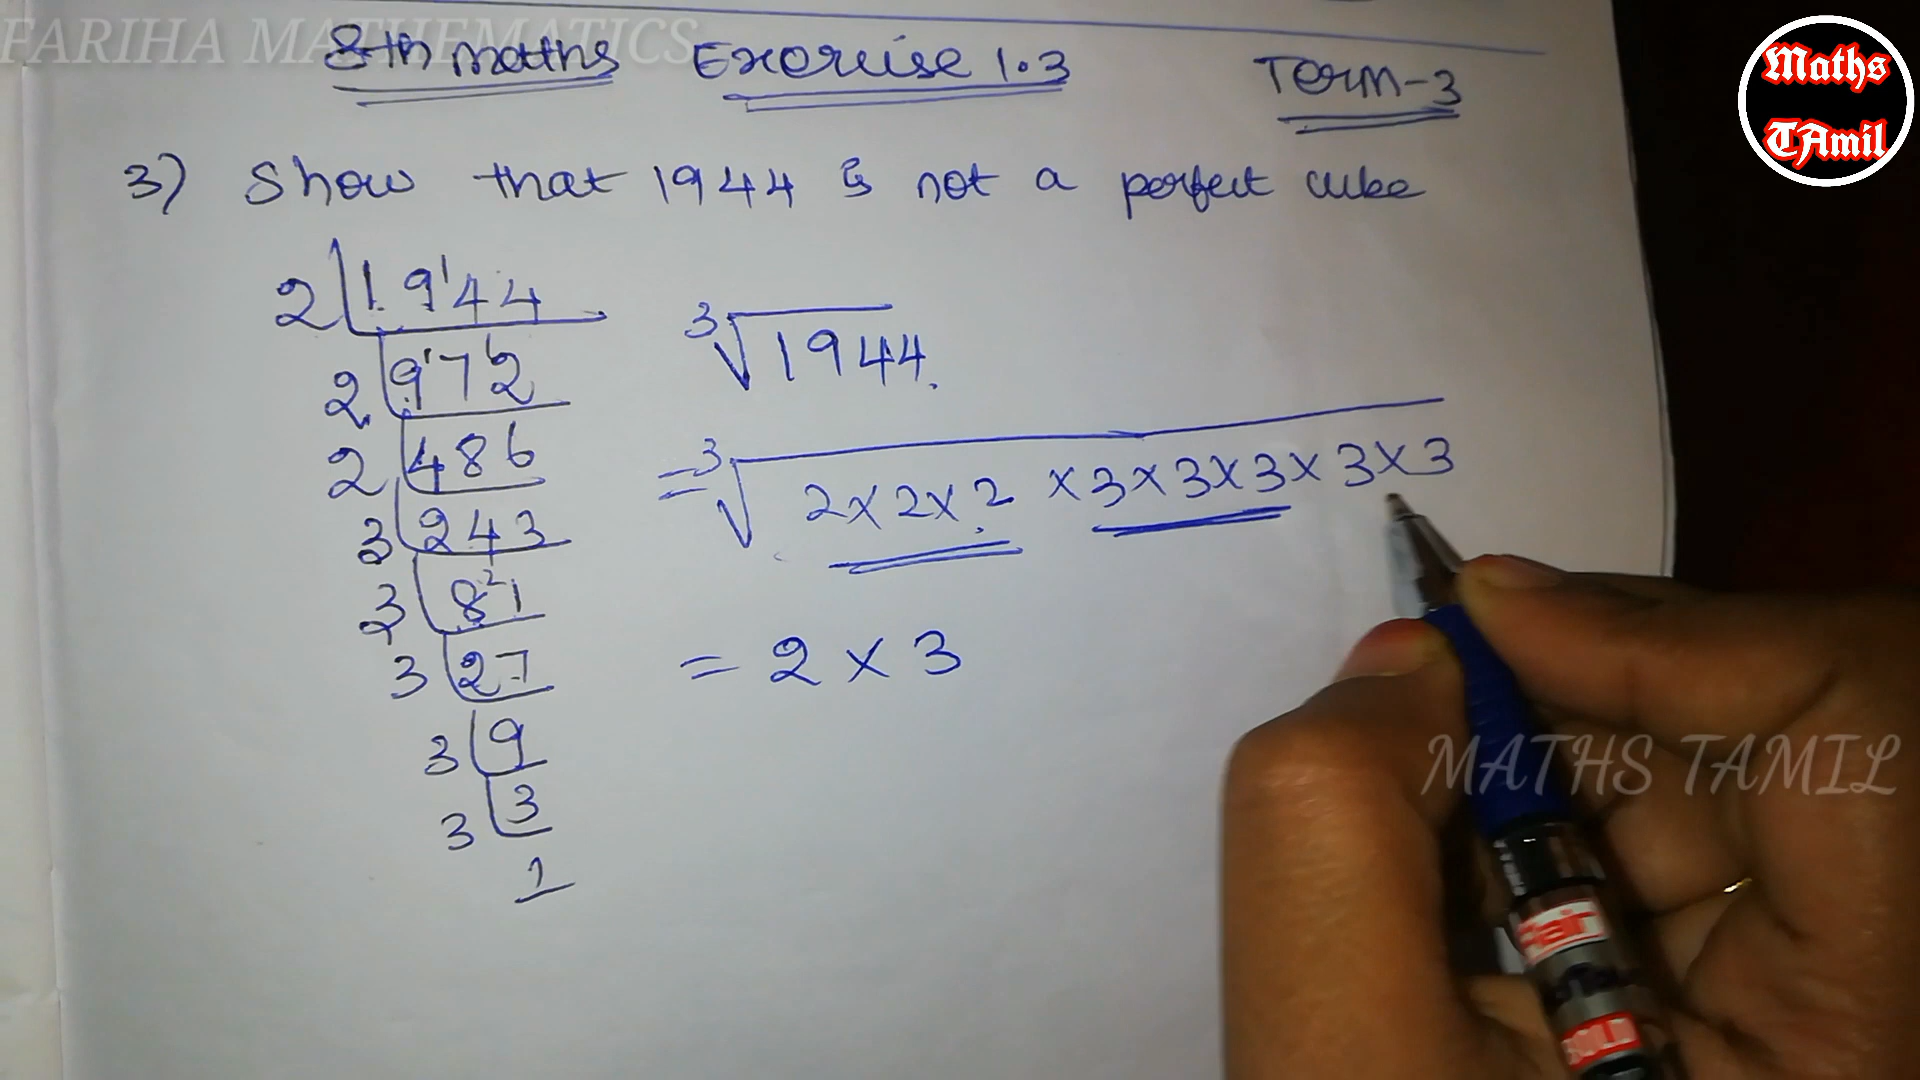 FARIHA MATHEMATICS
8th maths Exercise 1.3 Term-3
Maths
TAmil
3) Show that 1944 is not a perfect cube
2 | 1944
2 | 972
2 | 486
3 | 243
3 | 81
3 | 27
3 | 9
3 | 3
1
∛1944
= ∛2×2×2 ×3×3×3×3×3
= 2 × 3
MATHS TAMIL